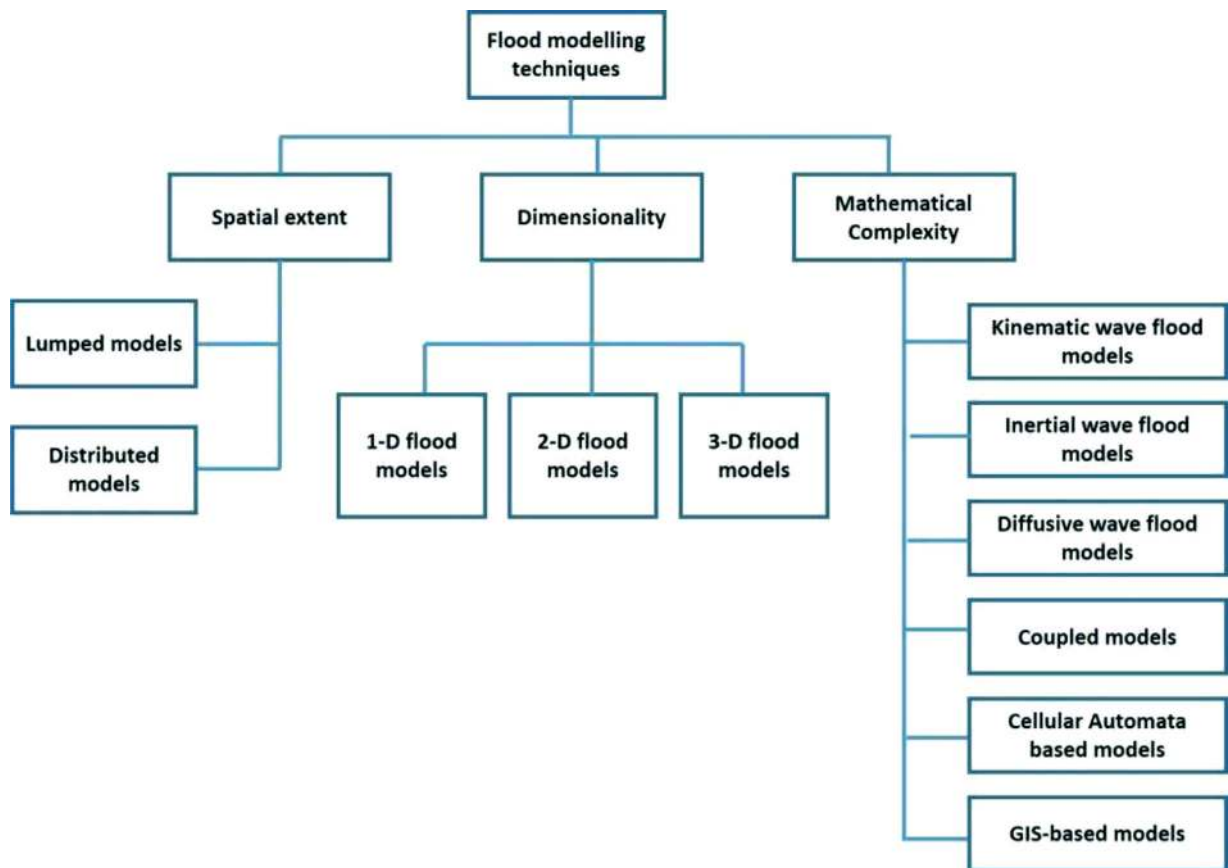 Flood modelling
techniques
Spatial extent
Dimensionality
Mathematical
Complexity
Lumped models
Distributed
models
1-D flood
models
2-D flood
models
3-D flood
models
Kinematic wave flood
models
Inertial wave flood
models
Diffusive wave flood
models
Coupled models
Cellular Automata
based models
GIS-based models